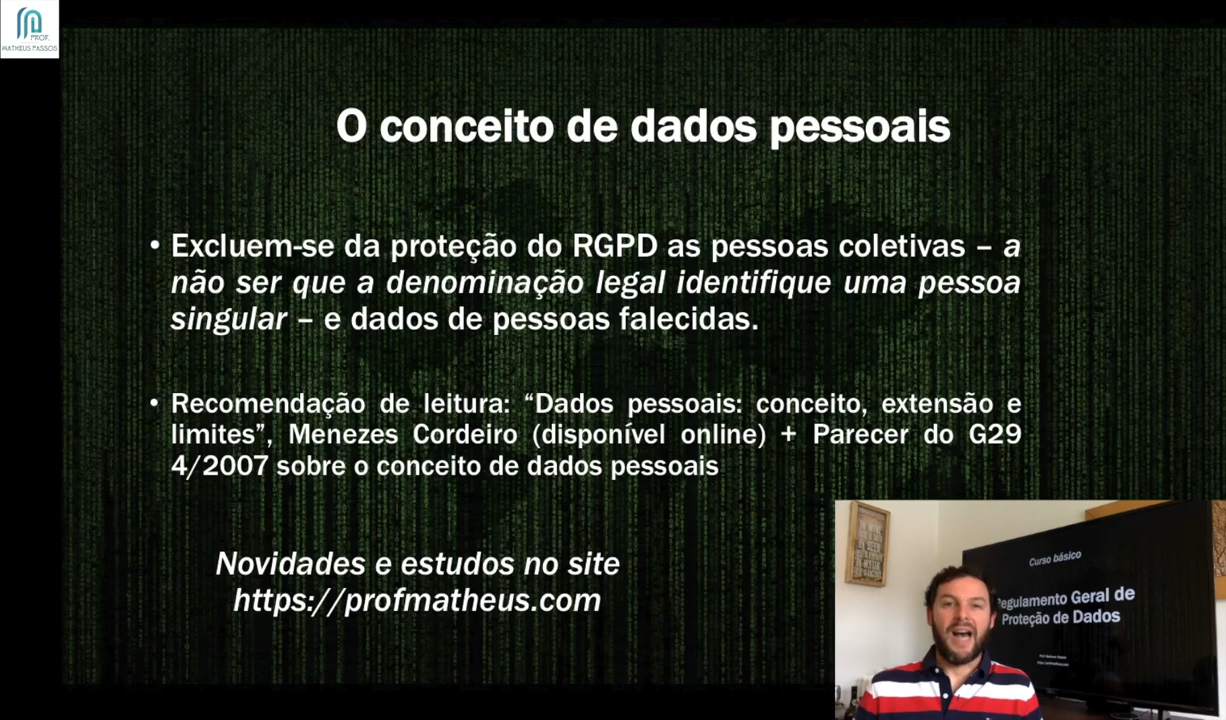 PROF.
MATHEUS PASSOS
O conceito de dados pessoais
• Excluem-se da proteção do RGPD as pessoas coletivas – a
não ser que a denominação legal identifique uma pessoa
singular – e dados de pessoas falecidas.
• Recomendação de leitura: “Dados pessoais: conceito, extensão e
limites”, Menezes Cordeiro (disponível online) + Parecer do G29
4/2007 sobre o conceito de dados pessoais
Novidades e estudos no site
https://profmatheus.com
Curso básico
egulamento Geral de
Proteção de Dados